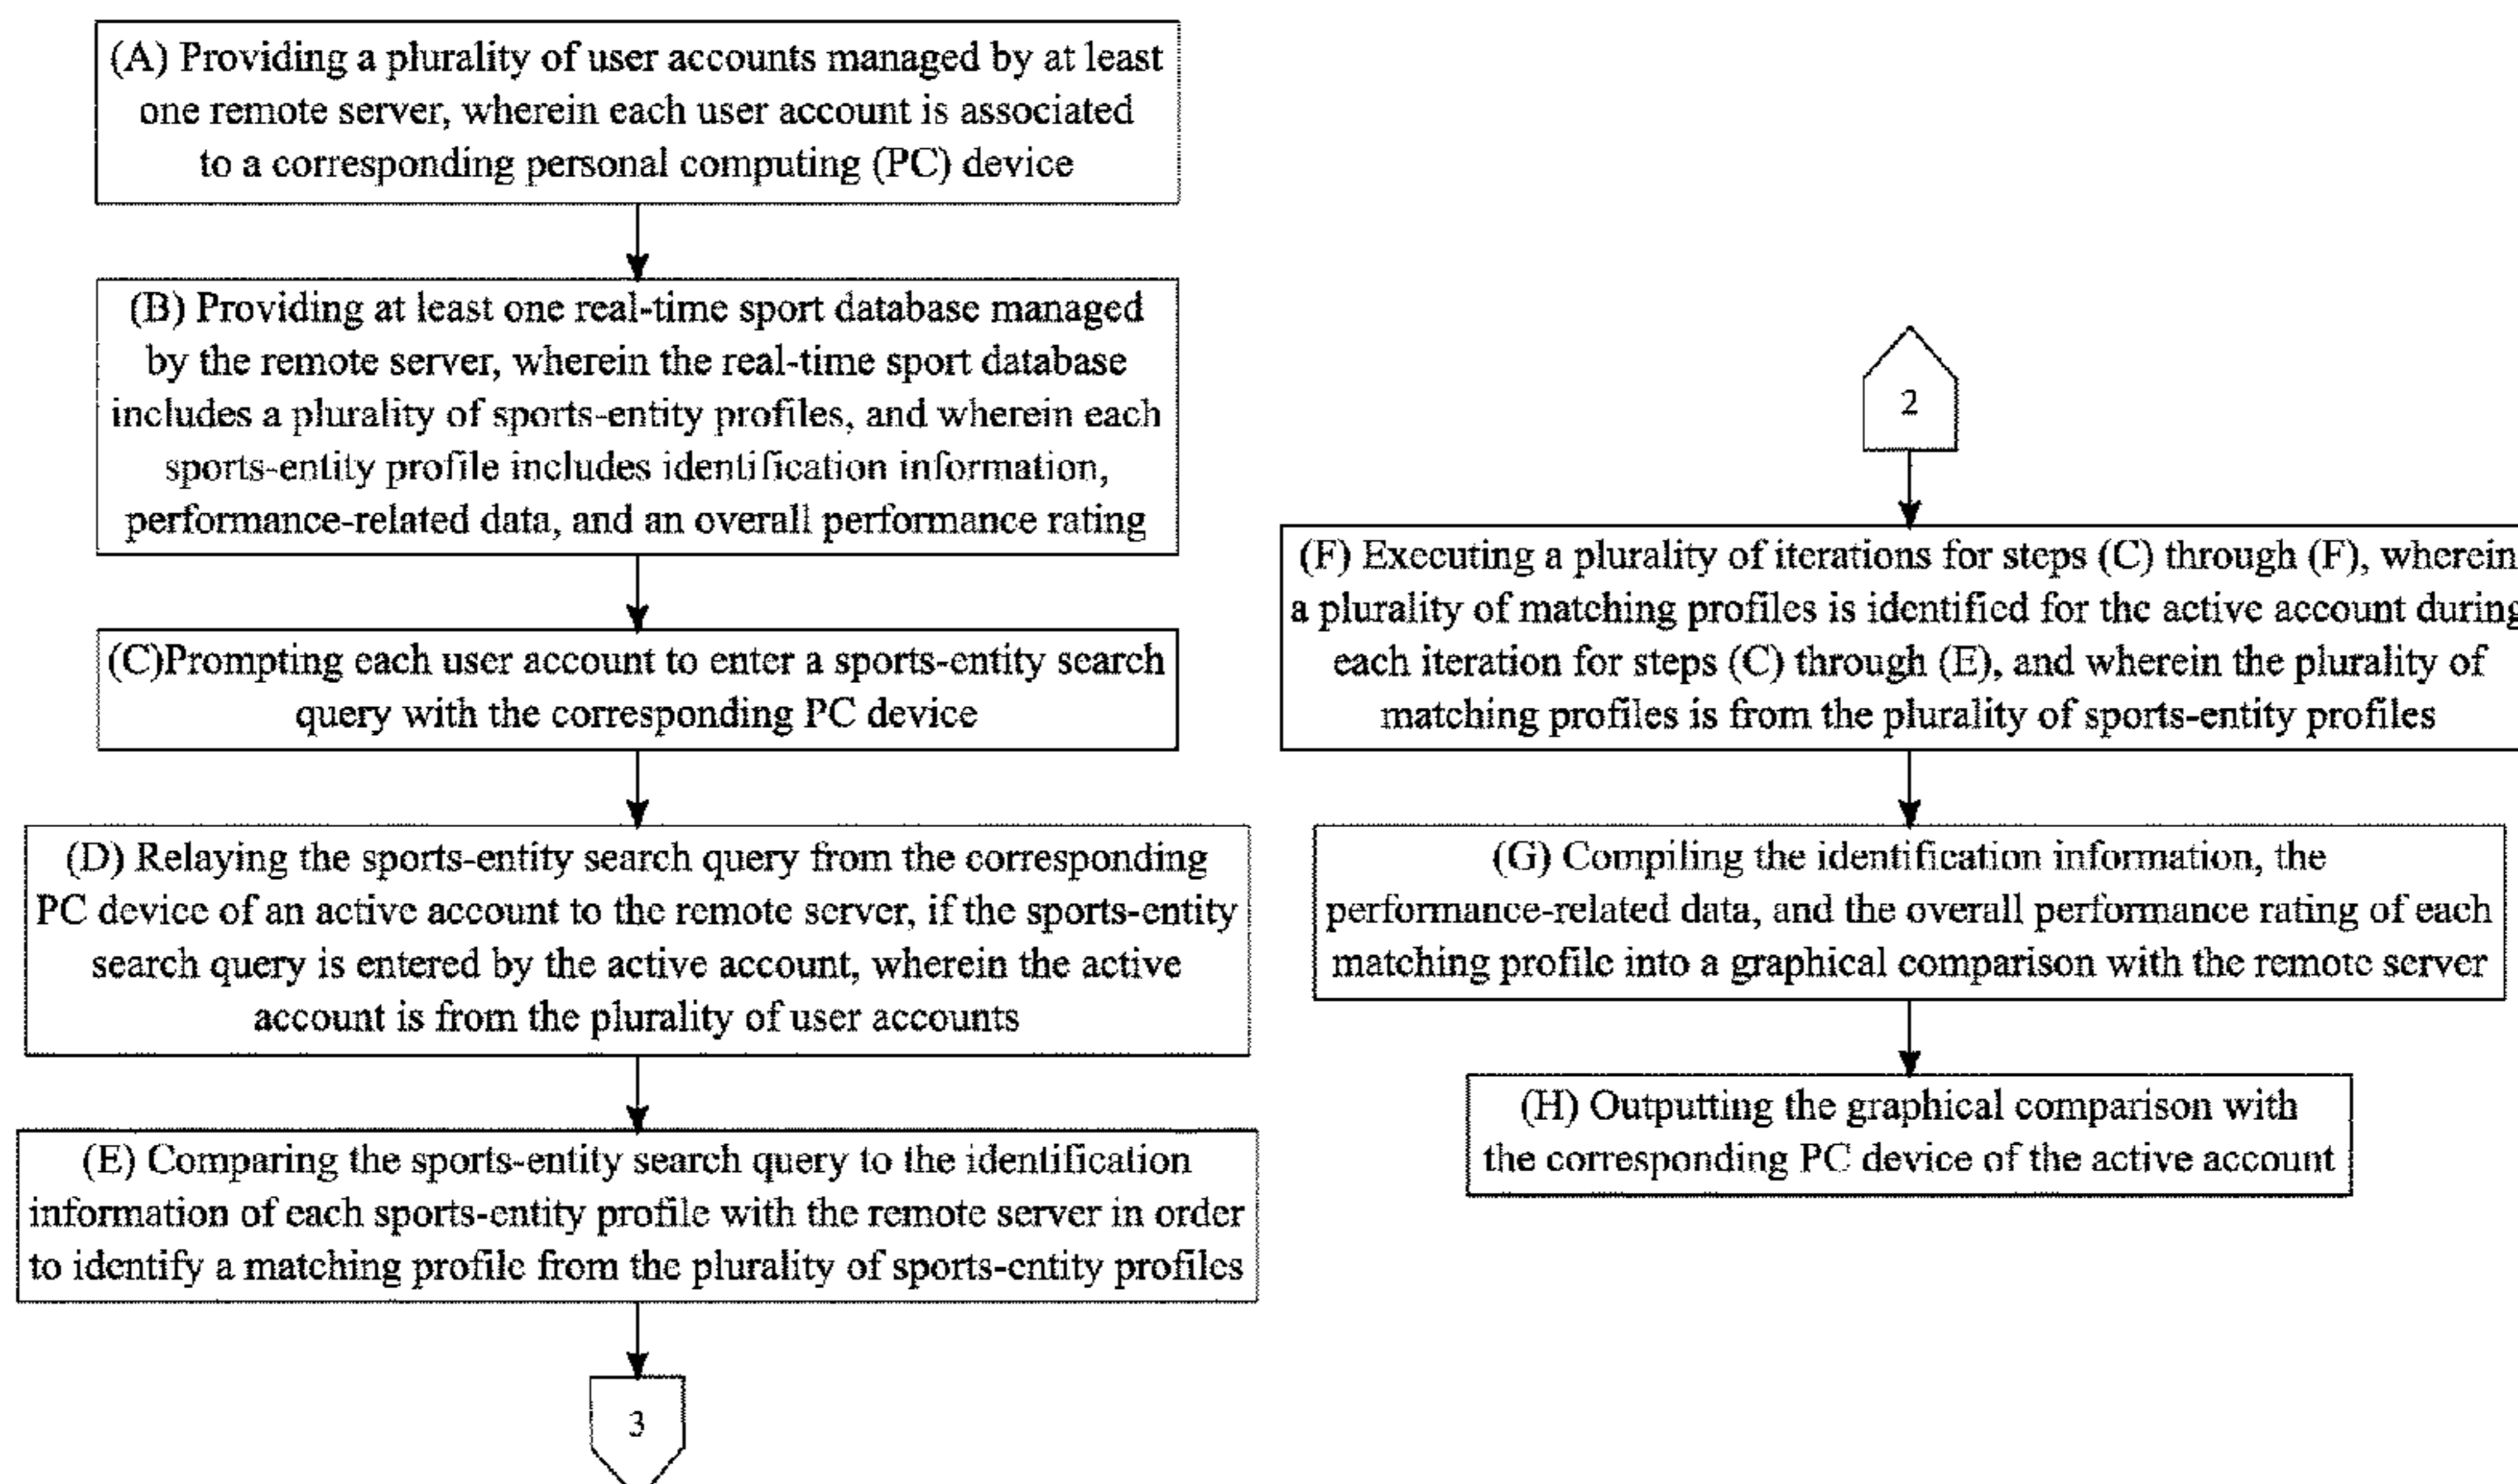 (A) Providing a plurality of user accounts managed by at least
one remote server, wherein each user account is associated
to a corresponding personal computing (PC) device
(B) Providing at least one real-time sport database managed
by the remote server, wherein the real-time sport database
includes a plurality of sports-entity profiles, and wherein each
sports-entity profile includes identification information,
performance-related data, and an overall performance rating
(C)Prompting each user account to enter a sports-entity search
query with the corresponding PC device
(D) Relaying the sports-entity search query from the corresponding
PC device of an active account to the remote server, if the sports-entity
search query is entered by the active account, wherein the active
account is from the plurality of user accounts
(E) Comparing the sports-entity search query to the identification
information of each sports-entity profile with the remote server in order
to identify a matching profile from the plurality of sports-entity profiles
3
2
(F) Executing a plurality of iterations for steps (C) through (F), wherein
a plurality of matching profiles is identified for the active account during
each iteration for steps (C) through (E), and wherein the plurality of
matching profiles is from the plurality of sports-entity profiles
(G) Compiling the identification information, the
performance-related data, and the overall performance rating of each
matching profile into a graphical comparison with the remote server
(H) Outputting the graphical comparison with
the corresponding PC device of the active account